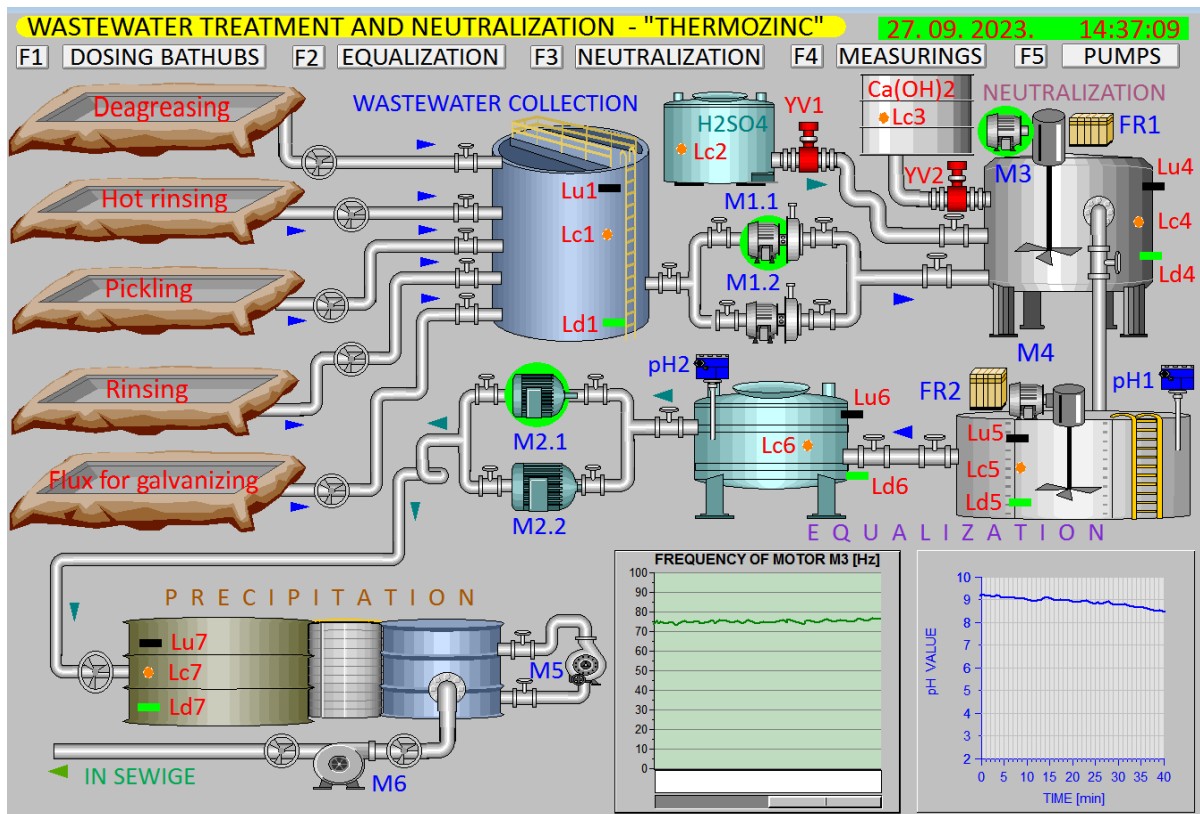 WASTEWATER TREATMENT AND NEUTRALIZATION - "THERMOZINC"
27. 09. 2023. 14:37:09
F1 DOSING BATHUBS F2 EQUALIZATION F3 NEUTRALIZATION F4 MEASURINGS F5 PUMPS
Deagreasing
Hot rinsing
Pickling
Rinsing
Flux for galvanizing
WASTEWATER COLLECTION
Lu1
Lc1
Ld1
H2SO4
Lc2
YV1
M1.1
M1.2
Ca(OH)2
Lc3
YV2
NEUTRALIZATION
FR1
M3
Lu4
Lc4
Ld4
M4
FR2
pH1
Lu5
Lc5
Ld5
pH2
Lu6
Lc6
Ld6
M2.1
M2.2
EQUALIZATION
PRECIPITATION
Lu7
Lc7
Ld7
M5
M6
IN SEWIGE
FREQUENCY OF MOTOR M3 [Hz]
100
90
80
70
60
50
40
30
20
10
0
pH VALUE
10
9
8
7
6
5
4
3
2
0 5 10 15 20 25 30 35 40
TIME [min]